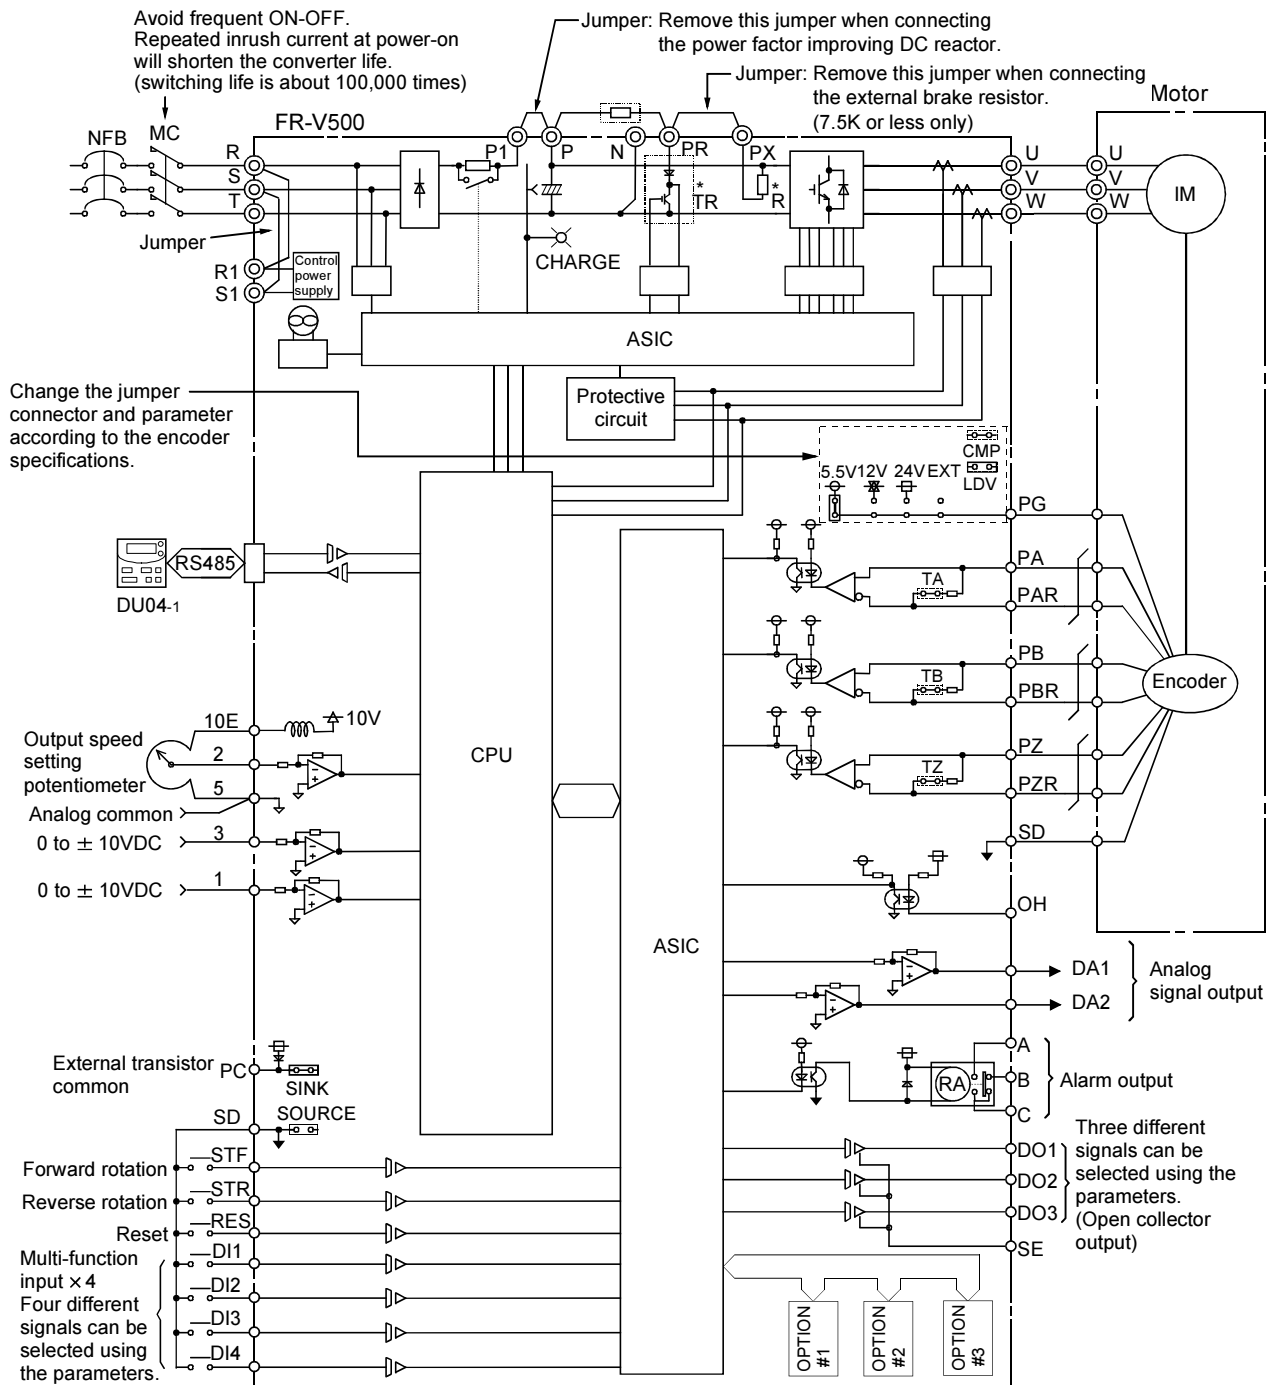 Avoid frequent ON-OFF.
Repeated inrush current at power-on
will shorten the converter life.
(switching life is about 100,000 times)
Jumper: Remove this jumper when connecting
the power factor improving DC reactor.
Jumper: Remove this jumper when connecting
the external brake resistor.
(7.5K or less only)
Motor
NFB
MC
FR-V500
R
S
T
P1
P
N
PR
PX
*
TR
*
R
U
V
W
U
V
W
IM
Jumper
R1
S1
Control
power
supply
CHARGE
ASIC
Protective
circuit
Change the jumper
connector and parameter
according to the encoder
specifications.
CMP
LDV
5.5V 12V 24V EXT
PG
RS485
DU04-1
PA
TA
PAR
PB
TB
PBR
Encoder
PZ
TZ
PZR
SD
CPU
10E
10V
Output speed
setting
potentiometer
2
5
Analog common
0 to ± 10VDC
3
0 to ± 10VDC
1
OH
ASIC
DA1
DA2
Analog
signal output
External transistor
common
PC
SINK
SOURCE
SD
RA
A
B
C
Alarm output
Forward rotation
STF
Reverse rotation
STR
Reset
RES
Multi-function
input × 4
Four different
signals can be
selected using
the parameters.
DI1
DI2
DI3
DI4
DO1
DO2
DO3
SE
Three different
signals can be
selected using the
parameters.
(Open collector
output)
OPTION
#1
OPTION
#2
OPTION
#3